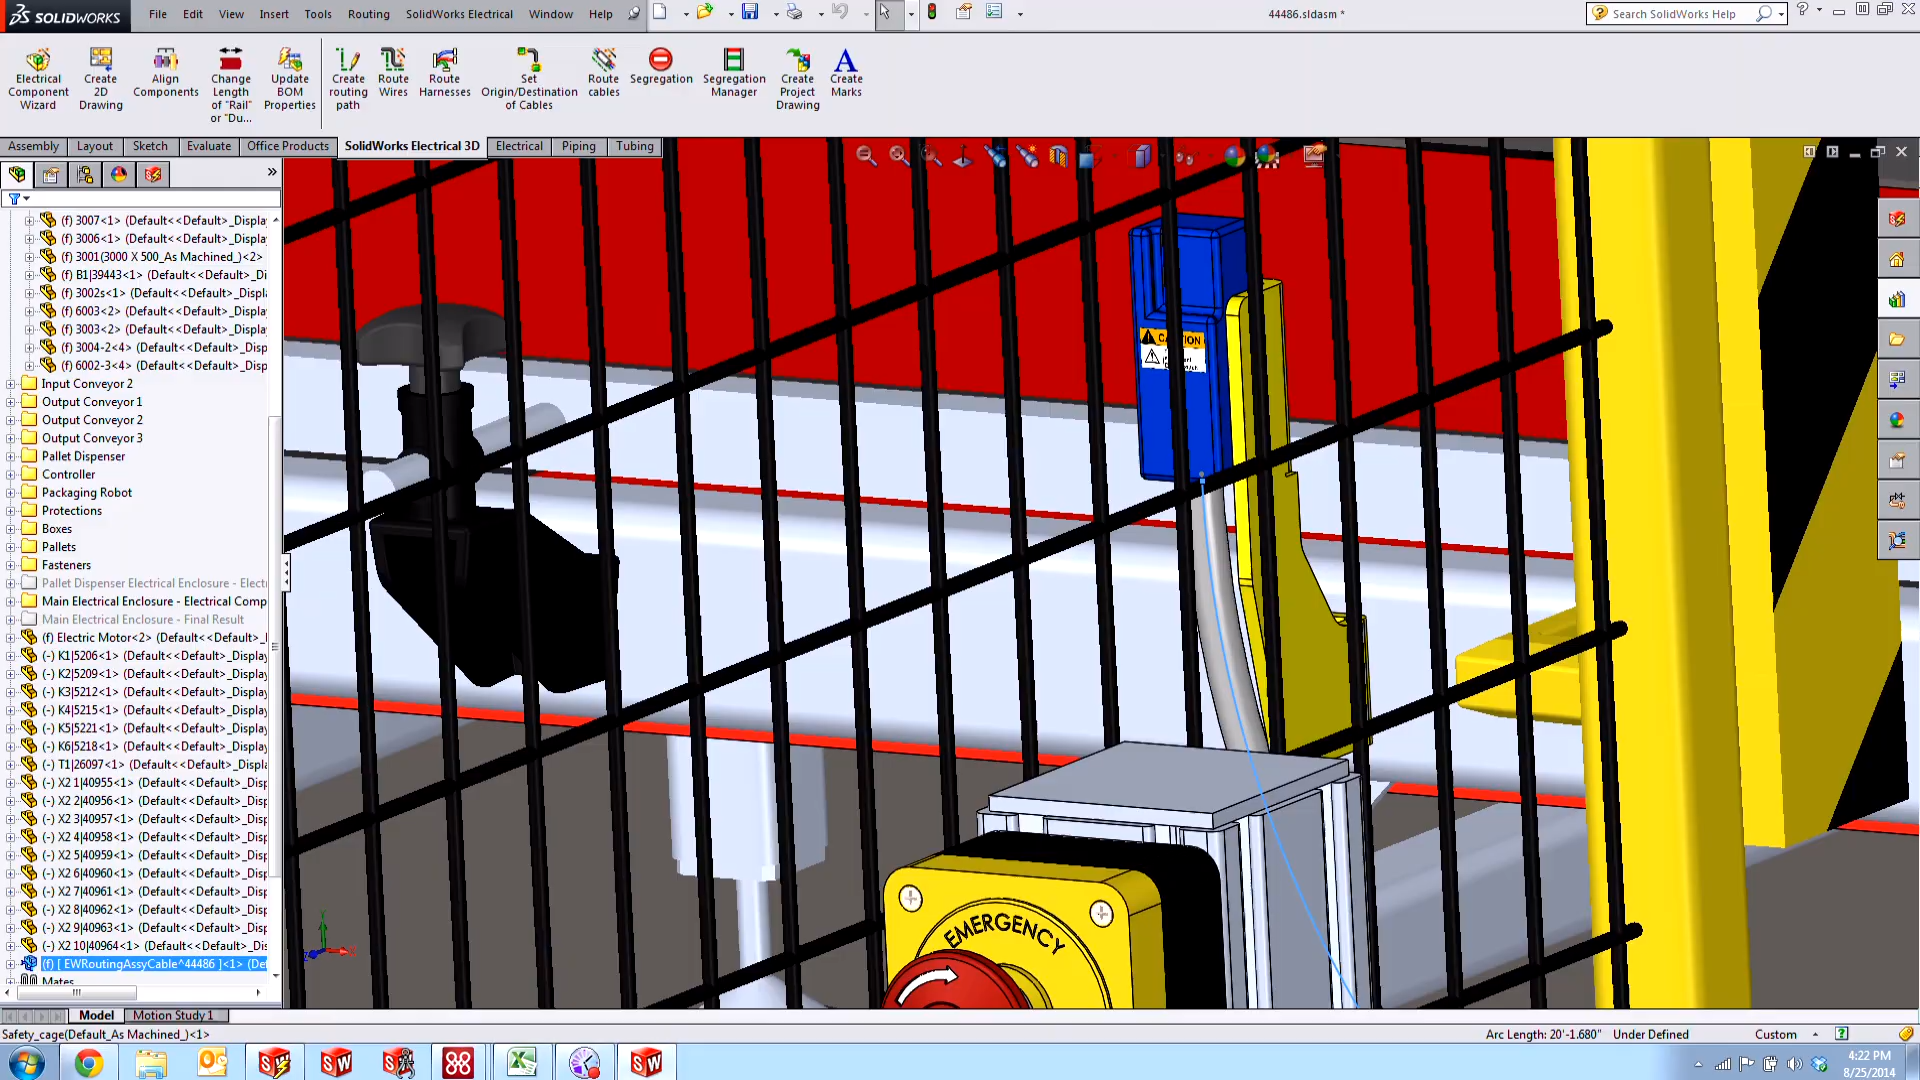 SOLIDWORKS File Edit View Insert Tools Routing SolidWorks Electrical Window Help 44486.sldasm * Search SolidWorks Help
Electrical Component Wizard
Create 2D Drawing
Align Components
Change Length of "Rail" or "Du...
Update BOM Properties
Create routing path
Route Wires
Route Harnesses
Set Origin/Destination of Cables
Route cables
Segregation
Segregation Manager
Create Project Drawing
Create Marks
Assembly Layout Sketch Evaluate Office Products SolidWorks Electrical 3D Electrical Piping Tubing
(f) 3007<1> (Default<<Default>_Displa
(f) 3006<1> (Default<<Default>_Displa
(f) 3001(3000 X 500_As Machined_)<2>
(f) B1|39443<1> (Default<<Default>_Di
(f) 3002s<1> (Default<<Default>_Displ
(f) 6003<2> (Default<<Default>_Displa
(f) 3003<2> (Default<<Default>_Displa
(f) 3004-2<4> (Default<<Default>_Disp
(f) 6002-3<4> (Default<<Default>_Disp
Input Conveyor 2
Output Conveyor 1
Output Conveyor 2
Output Conveyor 3
Pallet Dispenser
Controller
Packaging Robot
Protections
Boxes
Pallets
Fasteners
Pallet Dispenser Electrical Enclosure - Electr
Main Electrical Enclosure - Electrical Comp
Main Electrical Enclosure - Final Result
(f) Electric Motor<2> (Default<<Default>_
(-) K1|5206<1> (Default<<Default>_Display
(-) K2|5209<1> (Default<<Default>_Display
(-) K3|5212<1> (Default<<Default>_Display
(-) K4|5215<1> (Default<<Default>_Display
(-) K5|5221<1> (Default<<Default>_Display
(-) K6|5218<1> (Default<<Default>_Display
(-) T1|26097<1> (Default<<Default>_Displa
(-) X2 1|40955<1> (Default<<Default>_Disp
(-) X2 2|40956<1> (Default<<Default>_Disp
(-) X2 3|40957<1> (Default<<Default>_Disp
(-) X2 4|40958<1> (Default<<Default>_Disp
(-) X2 5|40959<1> (Default<<Default>_Disp
(-) X2 6|40960<1> (Default<<Default>_Disp
(-) X2 7|40961<1> (Default<<Default>_Disp
(-) X2 8|40962<1> (Default<<Default>_Disp
(-) X2 9|40963<1> (Default<<Default>_Disp
(-) X2 10|40964<1> (Default<<Default>_Dis
(f) [ EWRoutingAssyCable^44486 ]<1> (Def
Mates
CAUTION
EMERGENCY
Model Motion Study 1
Safety_cage(Default_As Machined_)<1> Arc Length: 20'-1.680" Under Defined Custom
4:22 PM
8/25/2014